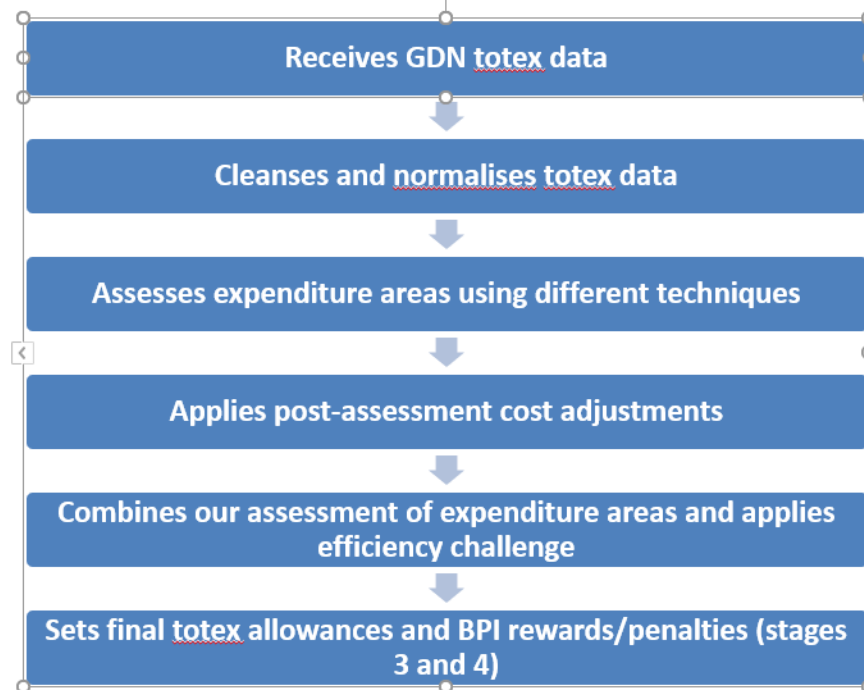 Receives GDN totex data
Cleanses and normalises totex data
Assesses expenditure areas using different techniques
Applies post-assessment cost adjustments
Combines our assessment of expenditure areas and applies
efficiency challenge
Sets final totex allowances and BPI rewards/penalties (stages
3 and 4)